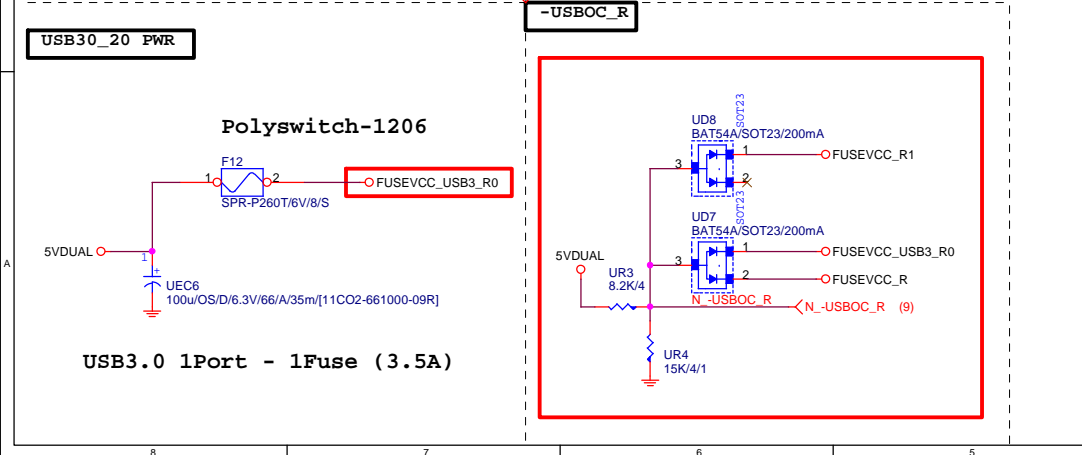 -USBOC_R
USB30_20 PWR
Polyswitch-1206
F12
1
2
FUSEVCC_USB3_R0
SPR-P260T/6V/8/S
5VDUAL
1
+
UEC6
100u/OS/D/6.3V/66/A/35m/[11CO2-661000-09R]
USB3.0 1Port - 1Fuse (3.5A)
SOT23
UD8
BAT54A/SOT23/200mA
3
1
FUSEVCC_R1
2
SOT23
UD7
BAT54A/SOT23/200mA
3
1
FUSEVCC_USB3_R0
2
FUSEVCC_R
5VDUAL
UR3
8.2K/4
N_-USBOC_R
N_-USBOC_R (9)
UR4
15K/4/1
A
8
7
6
5